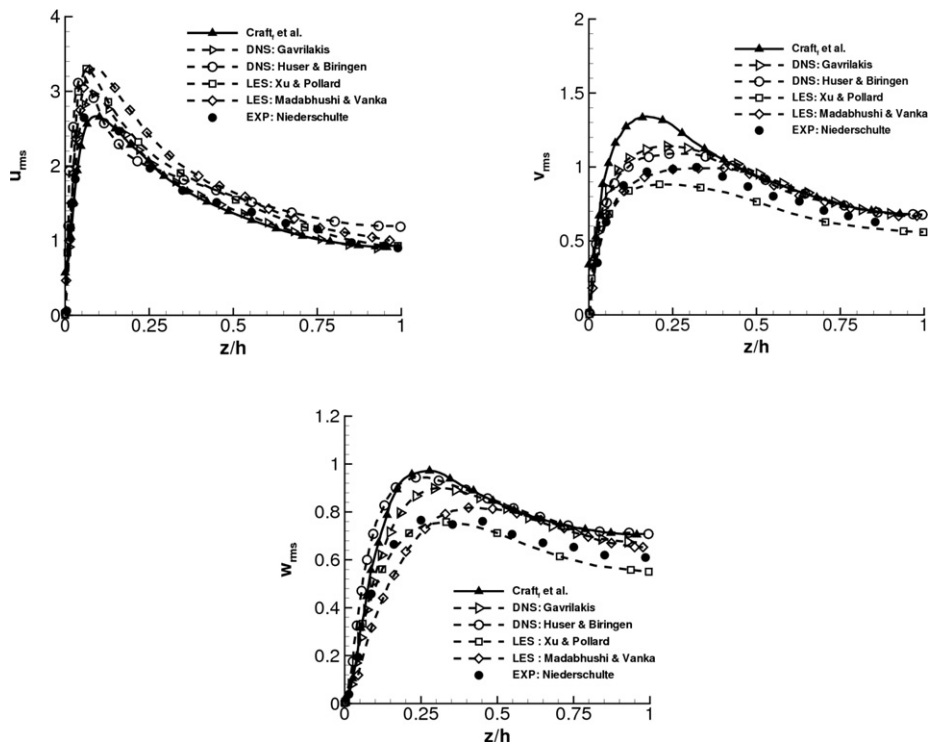 4
3
2
1
0
0
0.25
0.5
0.75
1
u rms
z/h
Craft, et al.
DNS: Gavrilakis
DNS: Huser & Biringen
LES: Xu & Pollard
LES: Madabhushi & Vanka
EXP: Niederschulte
2
1.5
1
0.5
0
0
0.25
0.5
0.75
1
v rms
z/h
Craft, et al.
DNS: Gavrilakis
DNS: Huser & Biringen
LES: Xu & Pollard
LES: Madabhushi & Vanka
EXP: Niederschulte
1.2
1
0.8
0.6
0.4
0.2
0
0
0.25
0.5
0.75
1
w rms
z/h
Craft, et al.
DNS: Gavrilakis
DNS: Huser & Biringen
LES : Xu & Pollard
LES : Madabhushi & Vanka
EXP: Niederschulte